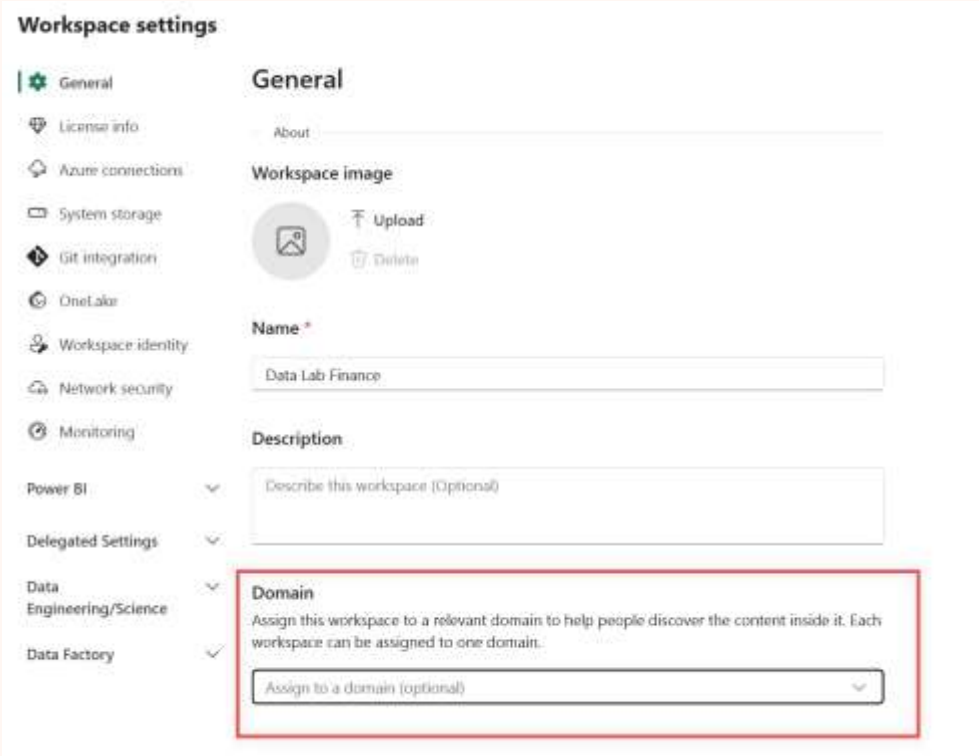 Workspace settings
General
License info
Azure connections
System storage
Git integration
OneLake
Workspace identity
Network security
Monitoring
Power BI
Delegated Settings
Data
Engineering/Science
Data Factory
General
About
Workspace image
Upload
Delete
Name *
Data Lab Finance
Description
Describe this workspace (Optional)
Domain
Assign this workspace to a relevant domain to help people discover the content inside it. Each
workspace can be assigned to one domain.
Assign to a domain (optional)